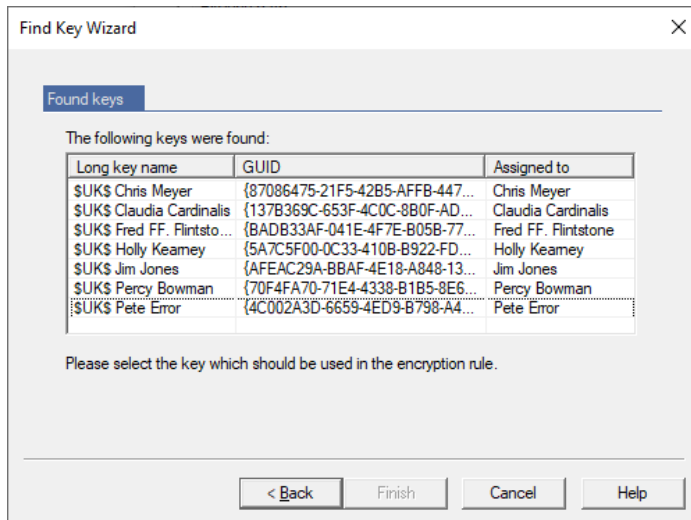 Find Key Wizard
Found keys
The following keys were found:
Long key name GUID Assigned to
$UK$ Chris Meyer {87086475-21F5-42B5-AFFB-447... Chris Meyer
$UK$ Claudia Cardinalis {137B369C-653F-4C0C-8B0F-AD... Claudia Cardinalis
$UK$ Fred FF. Flintsto... {BADB33AF-041E-4F7E-B05B-77... Fred FF. Flintstone
$UK$ Holly Kearney {5A7C5F00-0C33-410B-B922-FD... Holly Kearney
$UK$ Jim Jones {AFEAC29A-BBAF-4E18-A848-13... Jim Jones
$UK$ Percy Bowman {70F4FA70-71E4-4338-B1B5-8E6... Percy Bowman
$UK$ Pete Error {4C002A3D-6659-4ED9-B798-A4... Pete Error
Please select the key which should be used in the encryption rule.
< Back Finish Cancel Help